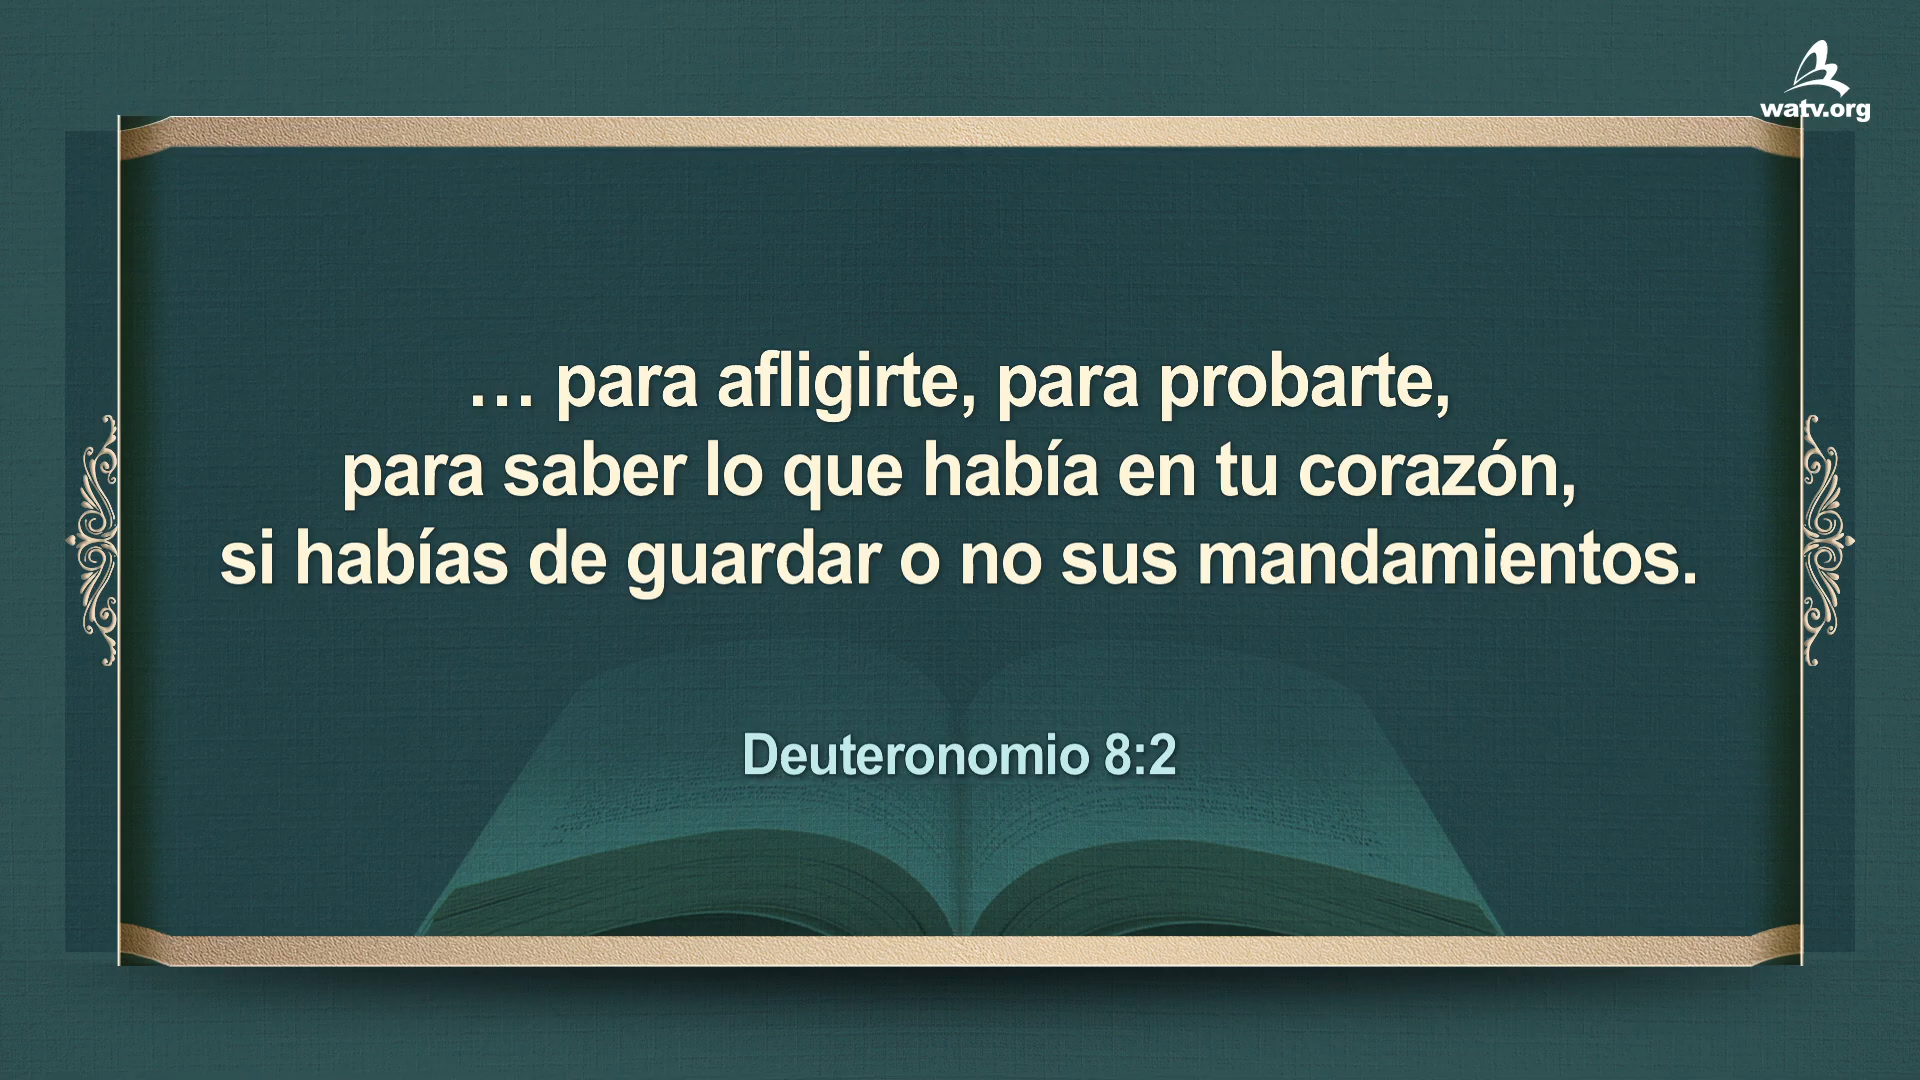 watv.org
… para afligirte, para probarte,
para saber lo que había en tu corazón,
si habías de guardar o no sus mandamientos.
Deuteronomio 8:2